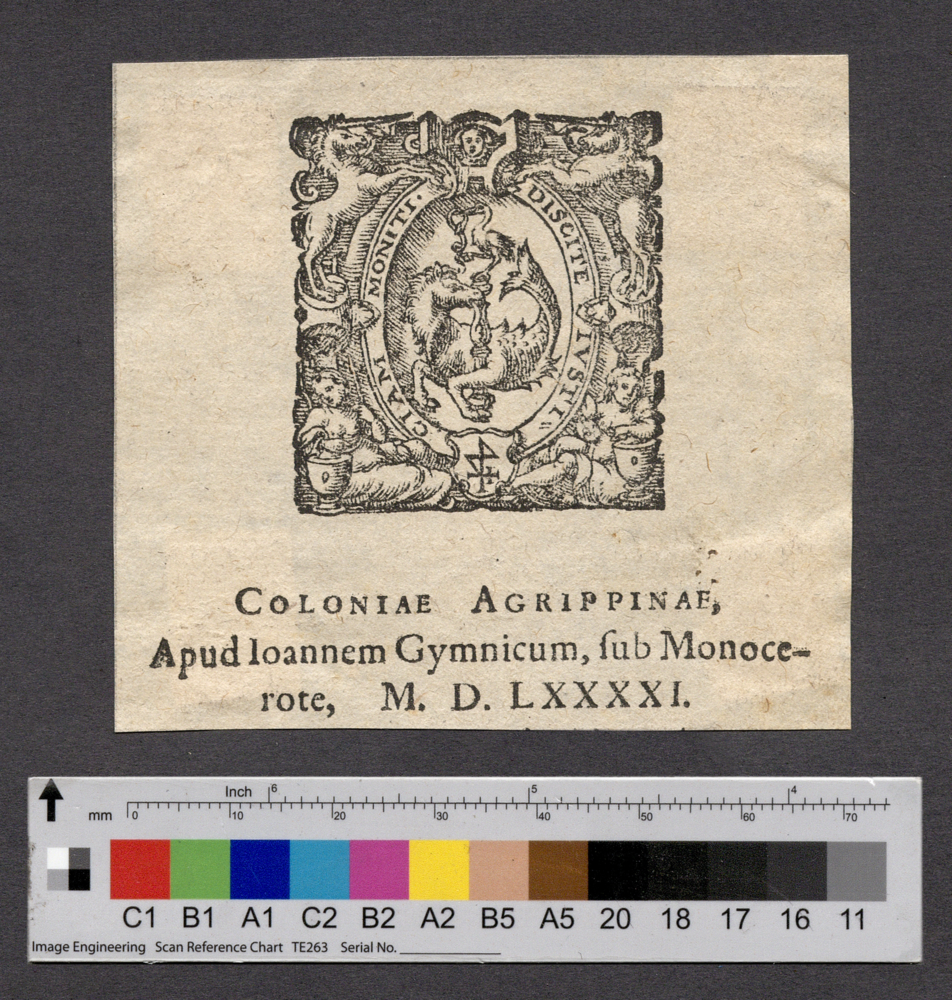 DISCITE IVSTI
CIAM MONITI.
COLONIAE AGRIPPINAE,
Apud Ioannem Gymnicum, ſub Monoce-
rote, M. D. LXXXXI.
Inch 6 5 4
mm 0 10 20 30 40 50 60 70
C1 B1 A1 C2 B2 A2 B5 A5 20 18 17 16 11
Image Engineering Scan Reference Chart TE263 Serial No.